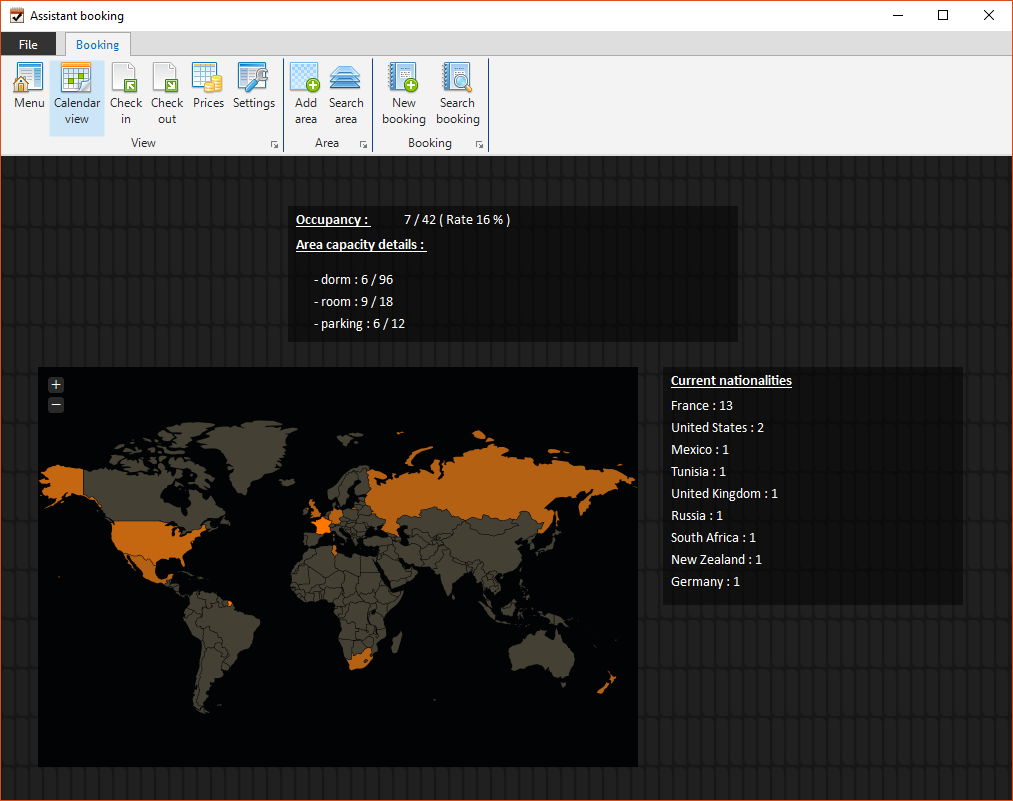 Assistant booking
File
Booking
Menu
Calendar view
Check in
Check out
Prices
Settings
Add area
Search area
New booking
Search booking
View
Area
Booking
Occupancy : 7 / 42 ( Rate 16 % )
Area capacity details :
- dorm : 6 / 96
- room : 9 / 18
- parking : 6 / 12
+
−
Current nationalities
France : 13
United States : 2
Mexico : 1
Tunisia : 1
United Kingdom : 1
Russia : 1
South Africa : 1
New Zealand : 1
Germany : 1